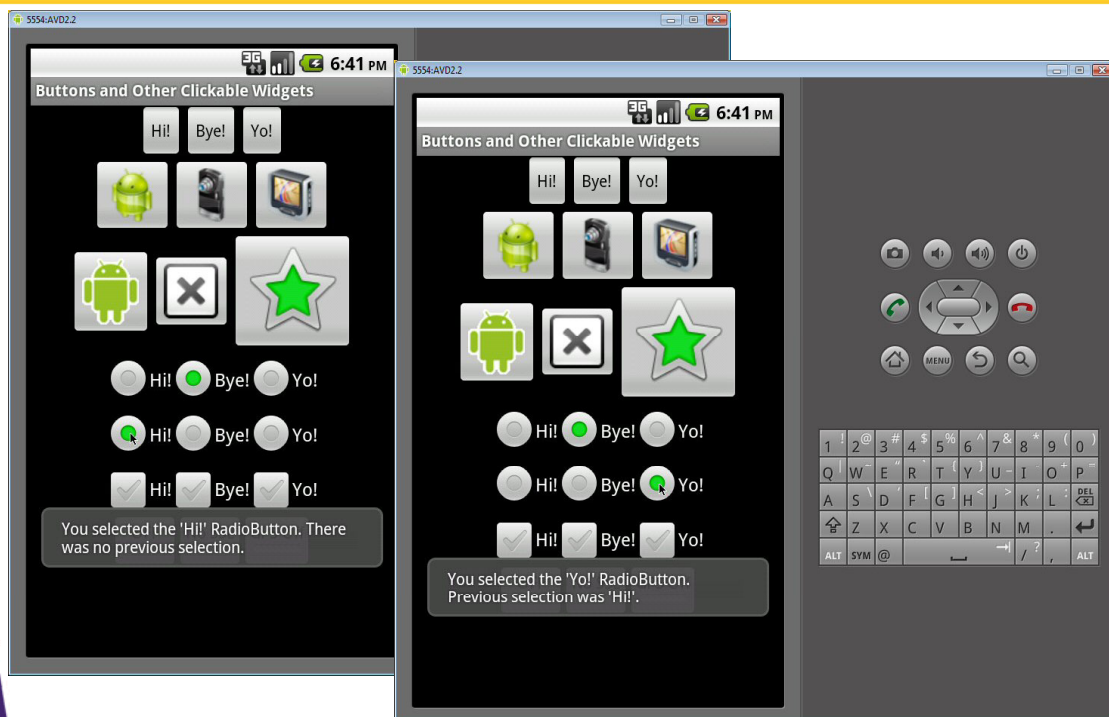 5554:AVD2.2
3G 6:41 PM
Buttons and Other Clickable Widgets
Hi! Bye! Yo!
Hi! Bye! Yo!
Hi! Bye! Yo!
Hi! Bye! Yo!
You selected the 'Hi!' RadioButton. There
was no previous selection.
5554:AVD2.2
3G 6:41 PM
Buttons and Other Clickable Widgets
Hi! Bye! Yo!
Hi! Bye! Yo!
Hi! Bye! Yo!
Hi! Bye! Yo!
You selected the 'Yo!' RadioButton.
Previous selection was 'Hi!'.
MENU
1 ! 2 @ 3 # 4 $ 5 % 6 ^ 7 & 8 * 9 ( 0 )
Q | W ~ E " R ` T { Y } U - I O + P =
A S \ D ' F [ G ] H < J > K ; L : DEL
Z X C V B N M .
ALT SYM @ / ? , ALT